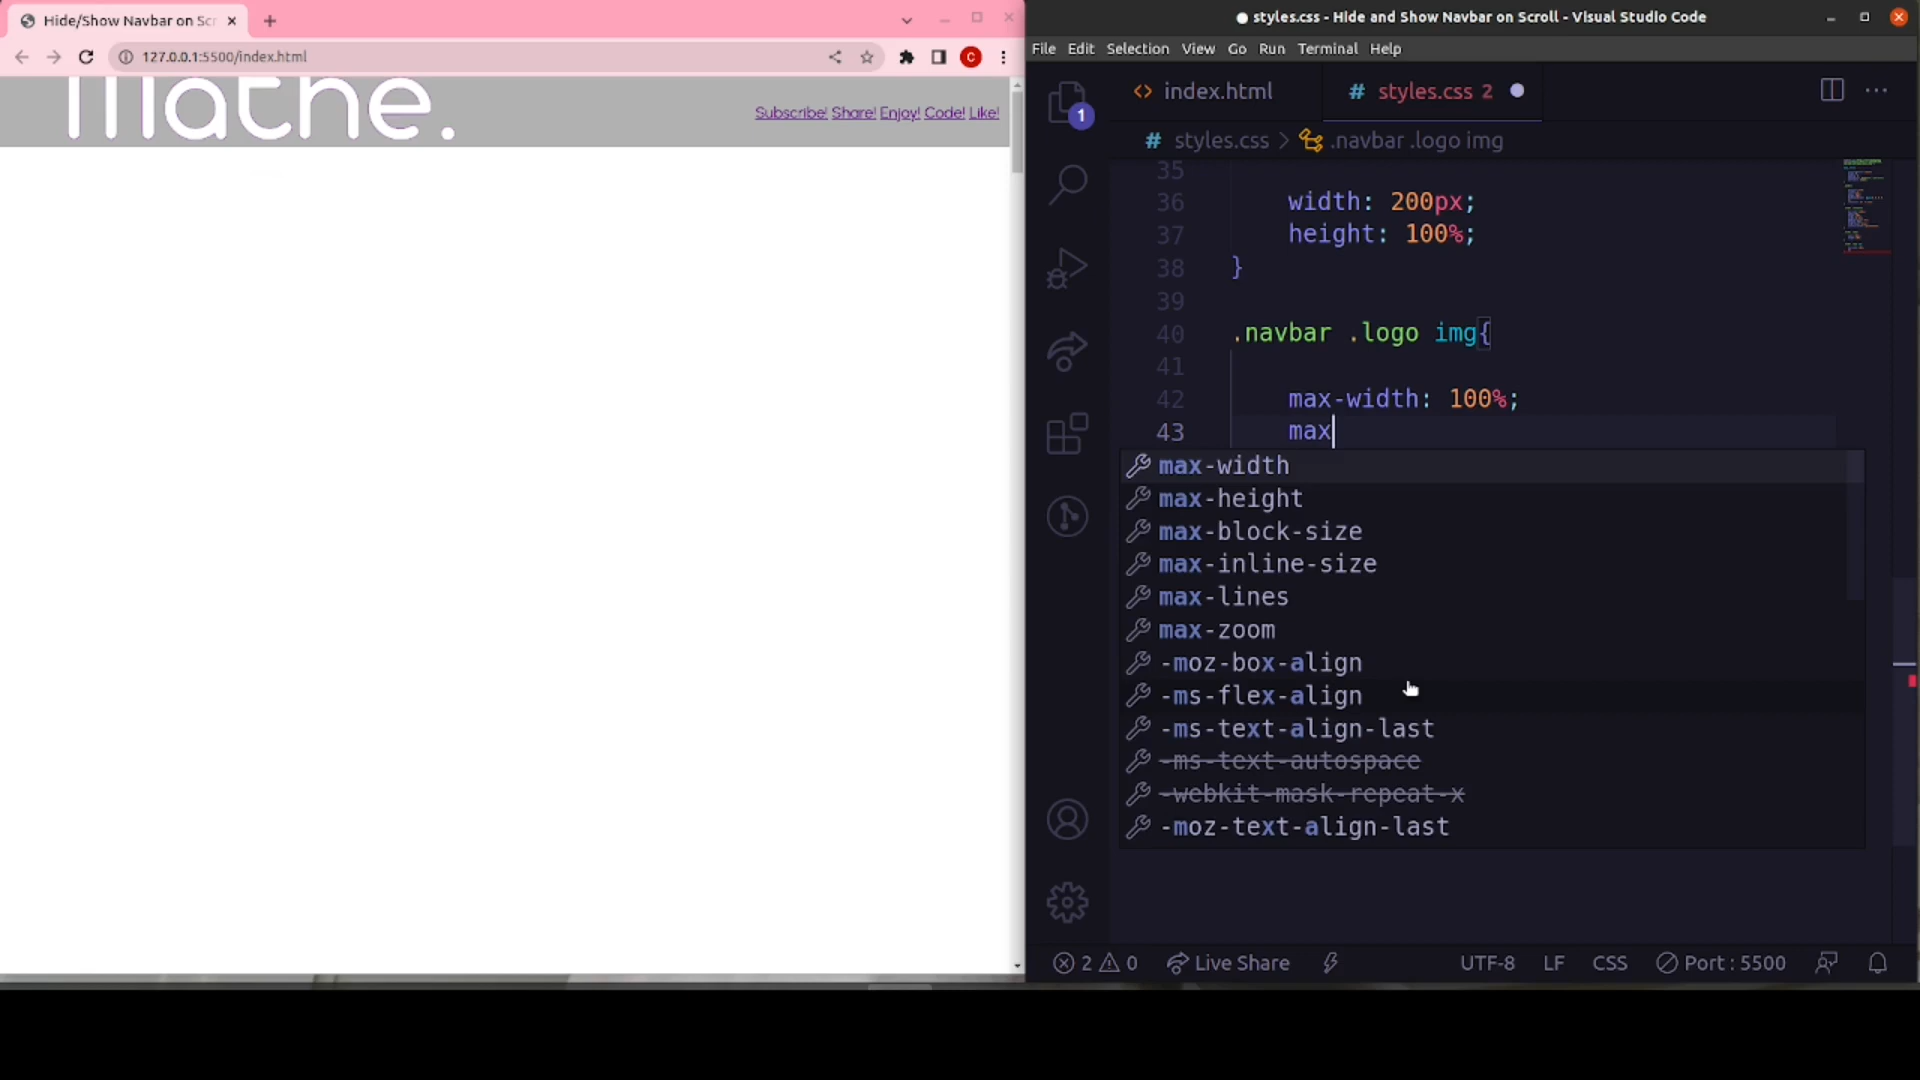 Hide/Show Navbar on Scr
127.0.0.1:5500/index.html
C
Mathe.
Subscribe! Share! Enjoy! Code! Like!
styles.css - Hide and Show Navbar on Scroll - Visual Studio Code
File Edit Selection View Go Run Terminal Help
1
<> index.html
# styles.css 2
# styles.css > .navbar .logo img
35
36 width: 200px;
37 height: 100%;
38 }
39
40 .navbar .logo img{
41
42 max-width: 100%;
43 max
max-width
max-height
max-block-size
max-inline-size
max-lines
max-zoom
-moz-box-align
-ms-flex-align
-ms-text-align-last
-ms-text-autospace
-webkit-mask-repeat-x
-moz-text-align-last
2 0 Live Share UTF-8 LF CSS Port : 5500